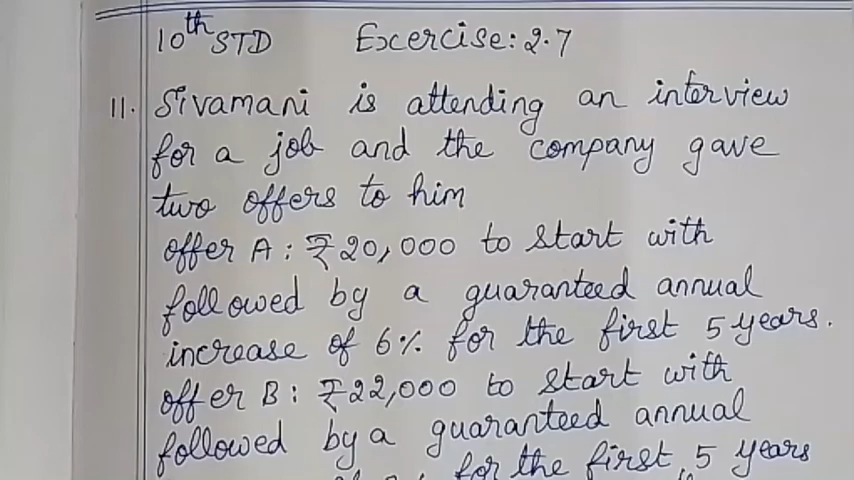 10th STD Excercise: 2.7
11. Sivamani is attending an interview
for a job and the company gave
two offers to him
offer A: ₹20,000 to start with
followed by a guaranteed annual
increase of 6% for the first 5 years.
offer B: ₹22,000 to start with
followed by a guaranteed annual
for the first 5 years